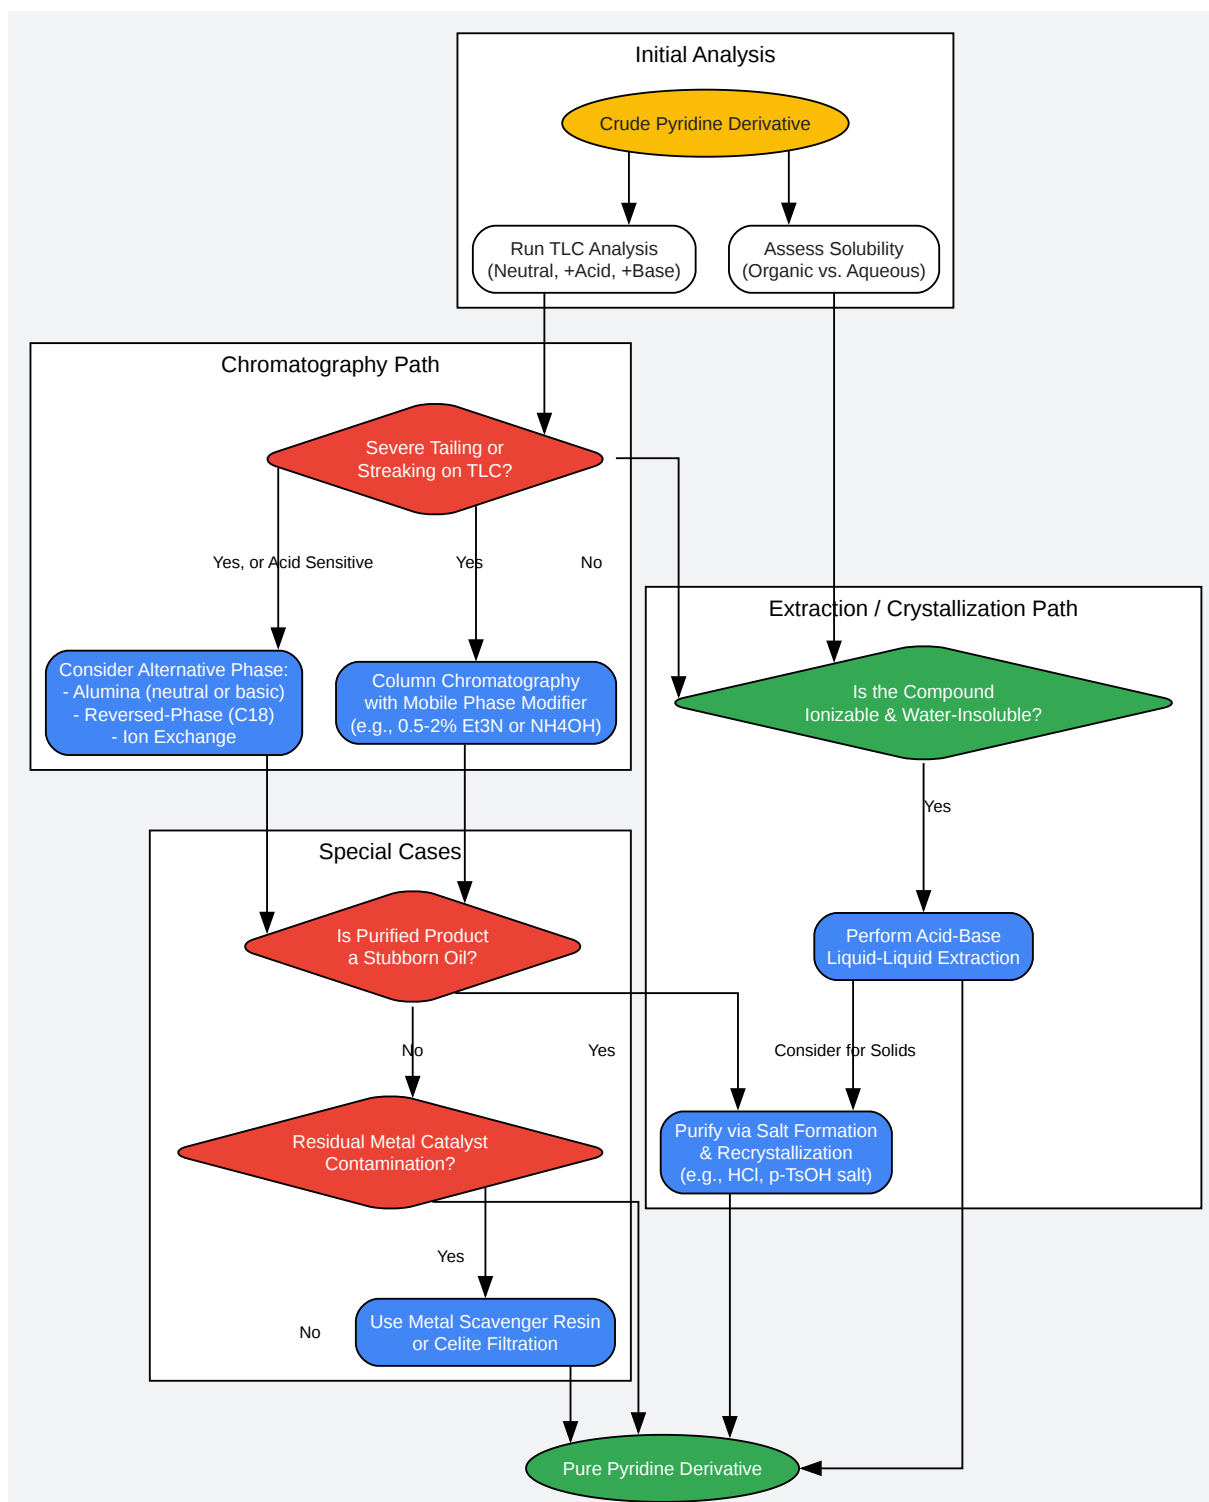 Initial Analysis
Crude Pyridine Derivative
Run TLC Analysis
(Neutral, +Acid, +Base)
Assess Solubility
(Organic vs. Aqueous)
Chromatography Path
Severe Tailing or
Streaking on TLC?
Yes, or Acid Sensitive
Yes
No
Consider Alternative Phase:
- Alumina (neutral or basic)
- Reversed-Phase (C18)
- Ion Exchange
Column Chromatography
with Mobile Phase Modifier
(e.g., 0.5-2% Et3N or NH4OH)
Extraction / Crystallization Path
Is the Compound
Ionizable & Water-Insoluble?
Yes
Perform Acid-Base
Liquid-Liquid Extraction
Consider for Solids
Purify via Salt Formation
& Recrystallization
(e.g., HCl, p-TsOH salt)
Special Cases
Is Purified Product
a Stubborn Oil?
No
Yes
Residual Metal Catalyst
Contamination?
Yes
No
Use Metal Scavenger Resin
or Celite Filtration
Pure Pyridine Derivative